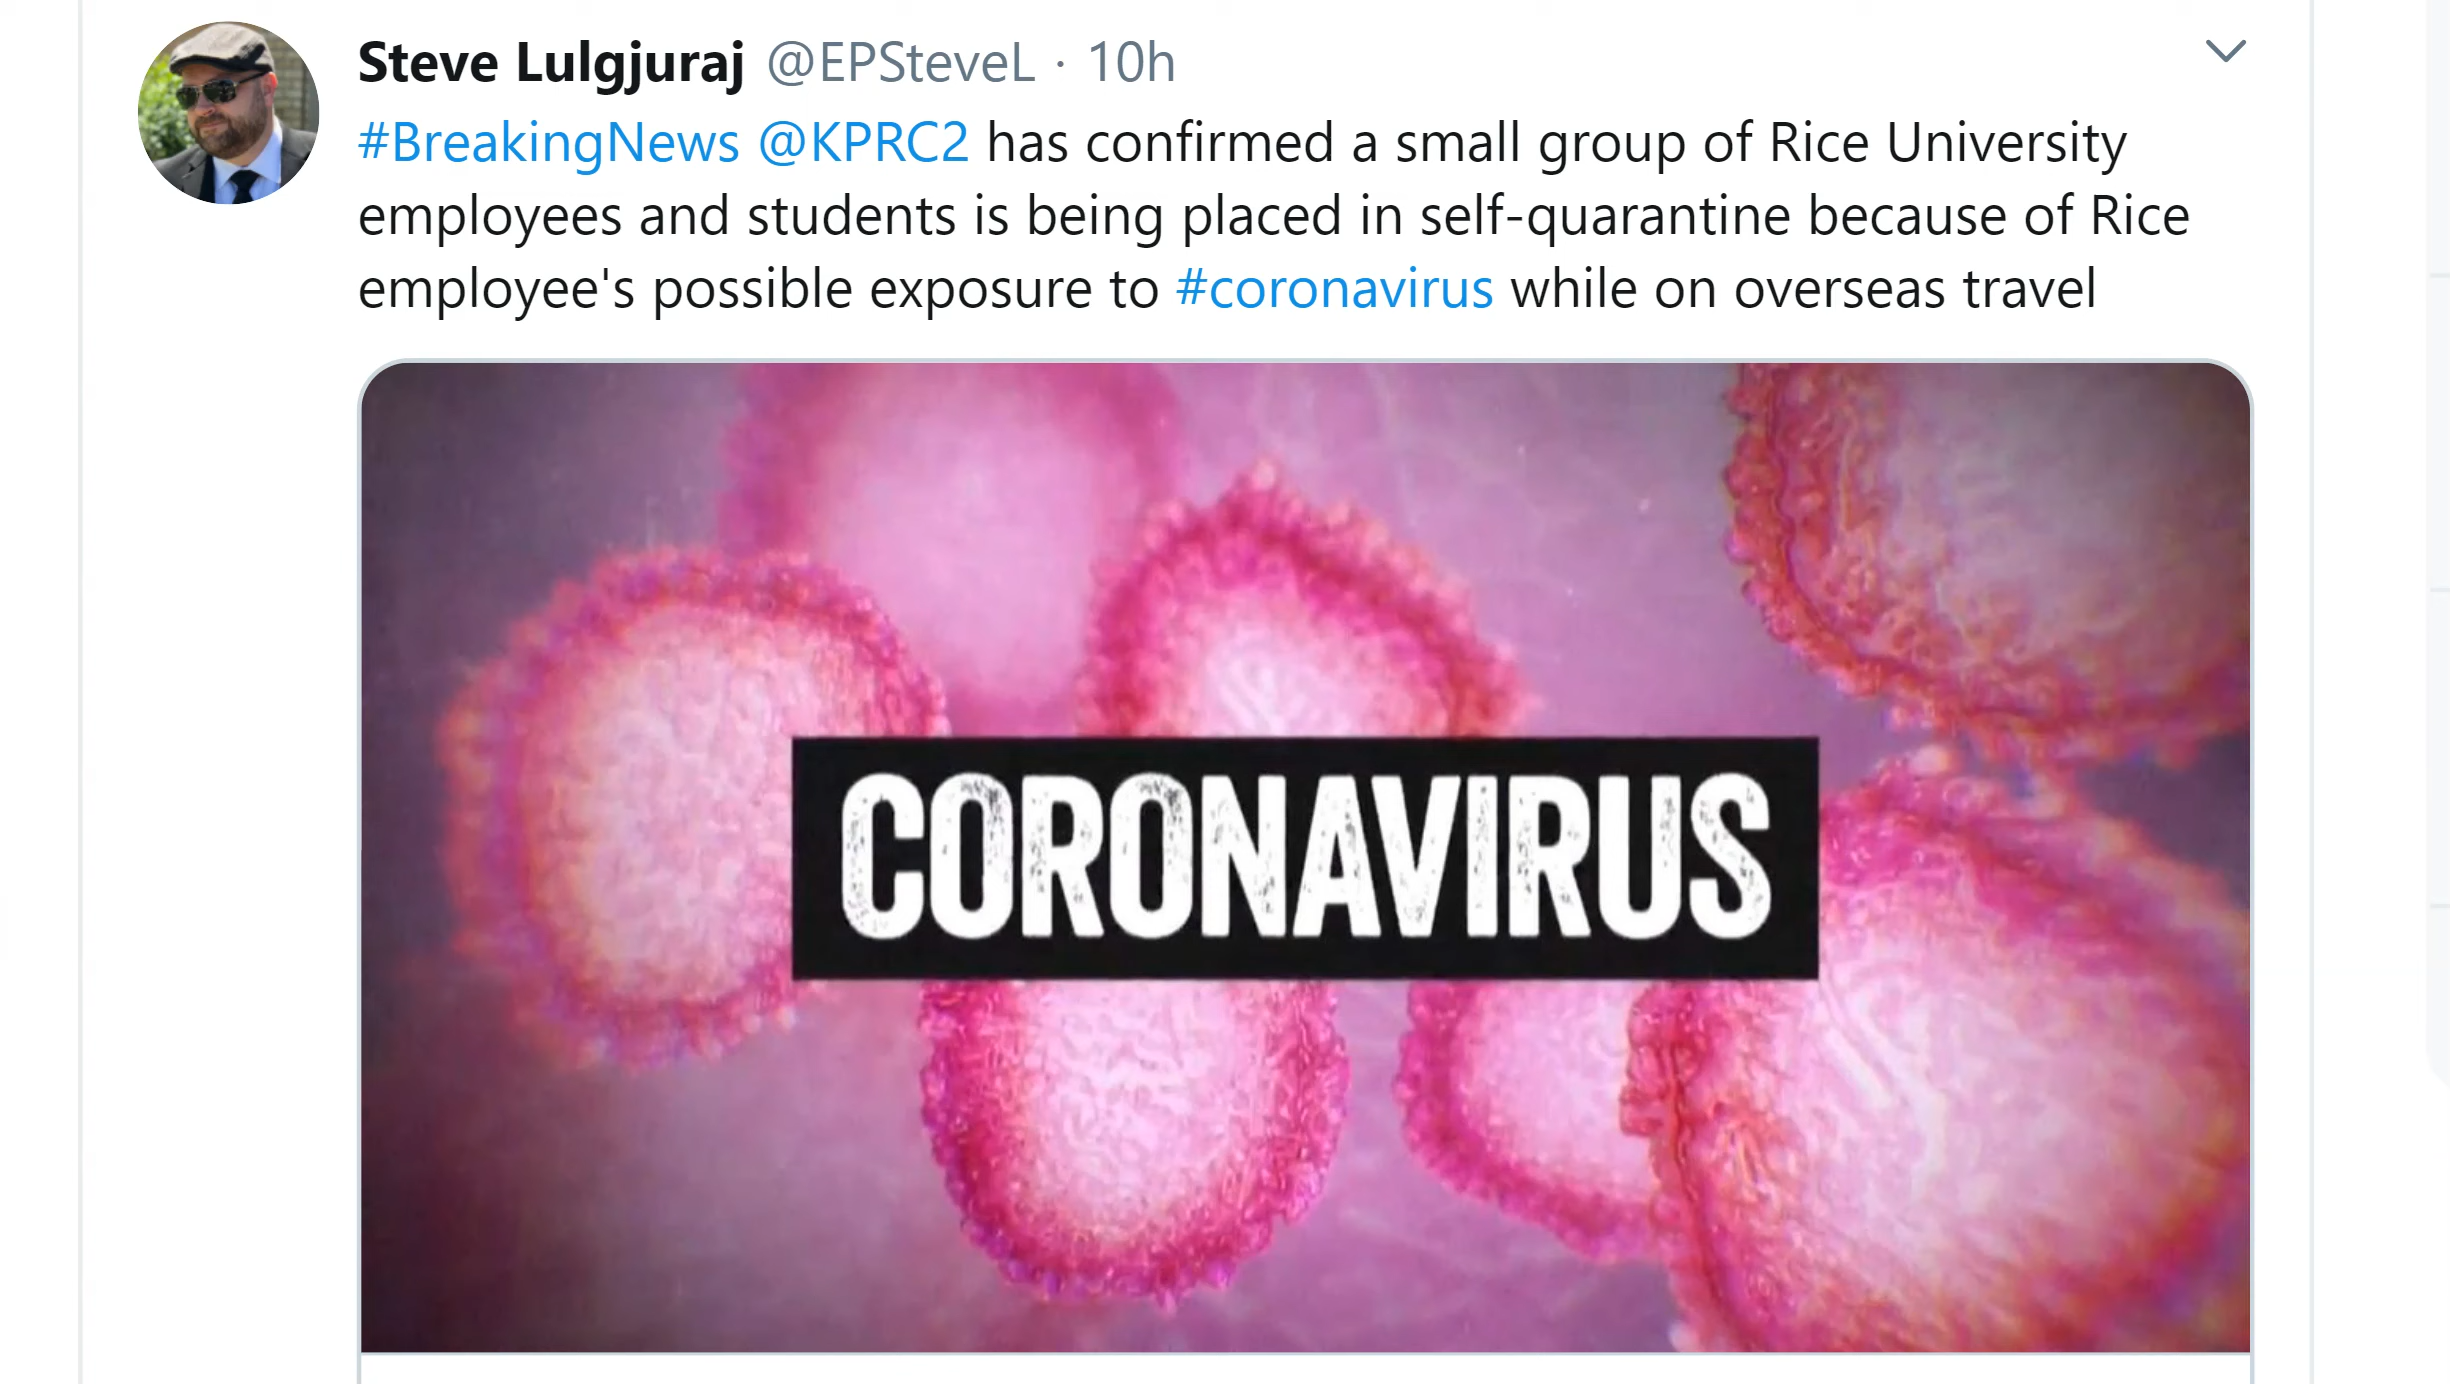 Steve Lulgjuraj @EPSteveL · 10h
#BreakingNews @KPRC2 has confirmed a small group of Rice University
employees and students is being placed in self-quarantine because of Rice
employee's possible exposure to #coronavirus while on overseas travel
CORONAVIRUS